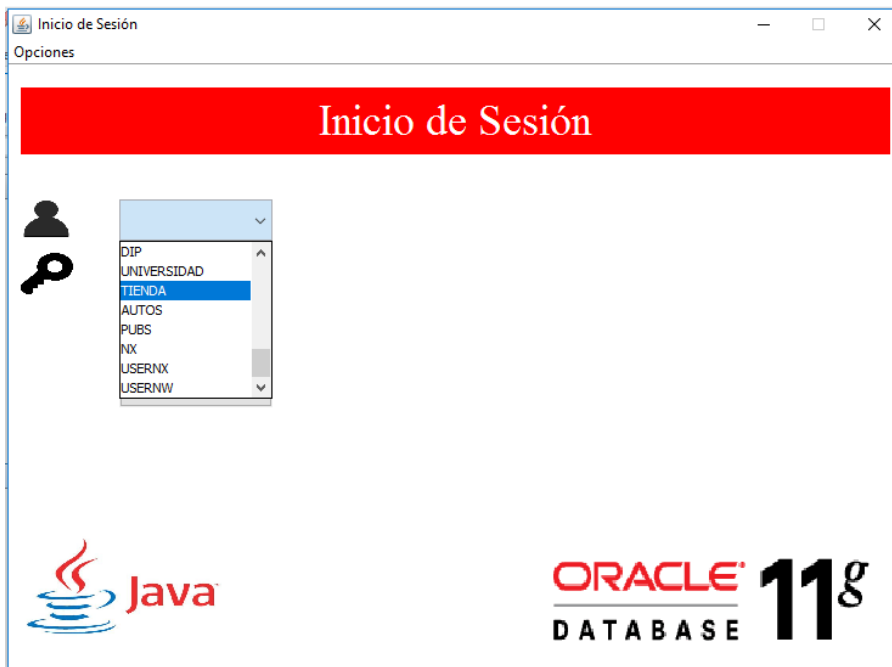 Inicio de Sesión
Opciones
Inicio de Sesión
DIP
UNIVERSIDAD
TIENDA
AUTOS
PUBS
NX
USERNX
USERNW
Java
ORACLE 11g
DATABASE